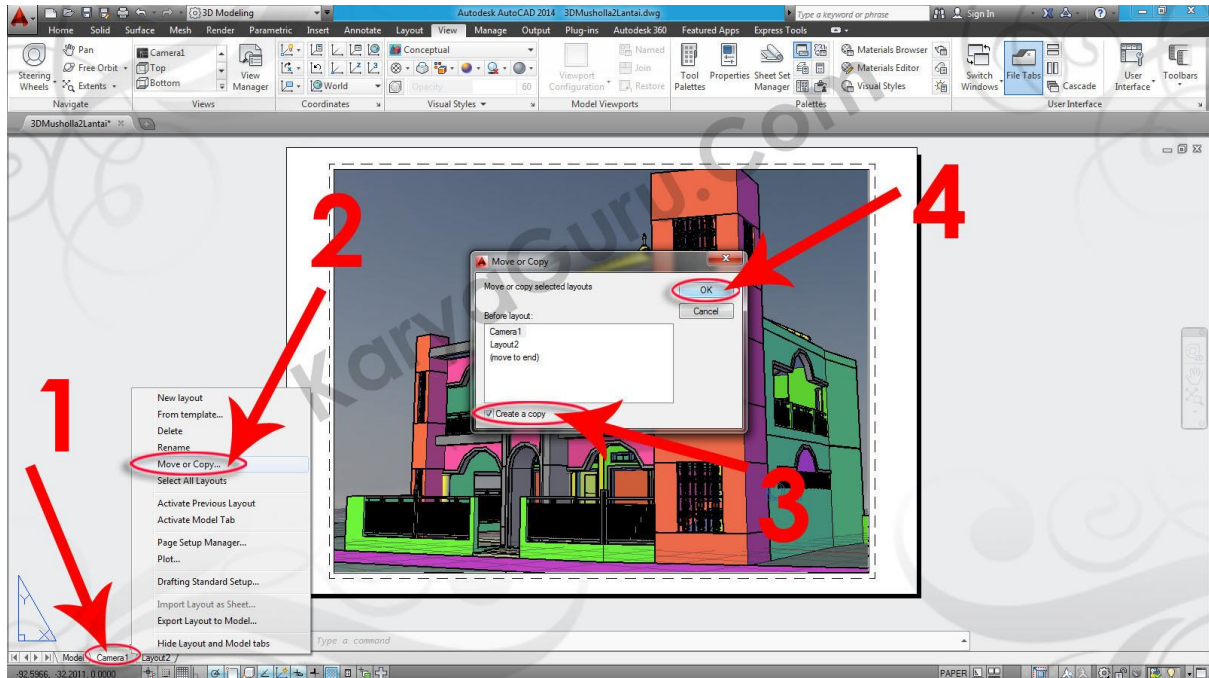 3D Modeling
Autodesk AutoCAD 2014 3DMusholla2Lantai.dwg
Type a keyword or phrase
Sign In
Home Solid Surface Mesh Render Parametric Insert Annotate Layout View Manage Output Plug-ins Autodesk 360 Featured Apps Express Tools
Steering Wheels
Pan
Free Orbit
Extents
Navigate
Camera1
Top
Bottom
View Manager
Views
World
Coordinates
Conceptual
Opacity 60
Visual Styles
Viewport Configuration
Named
Join
Restore
Model Viewports
Tool Palettes
Properties
Sheet Set Manager
Materials Browser
Materials Editor
Visual Styles
Palettes
Switch Windows
File Tabs
Cascade
User Interface
Toolbars
User Interface
3DMusholla2Lantai*
KaryaGuru.Com
1
2
3
4
Move or Copy
Move or copy selected layouts
Before layout:
Camera1
Layout2
(move to end)
Create a copy
OK
Cancel
New layout
From template...
Delete
Rename
Move or Copy...
Select All Layouts
Activate Previous Layout
Activate Model Tab
Page Setup Manager...
Plot...
Drafting Standard Setup...
Import Layout as Sheet...
Export Layout to Model...
Hide Layout and Model tabs
Y
X
Type a command
Model Camera1 Layout2
-92.5966, -32.2011, 0.0000
PAPER